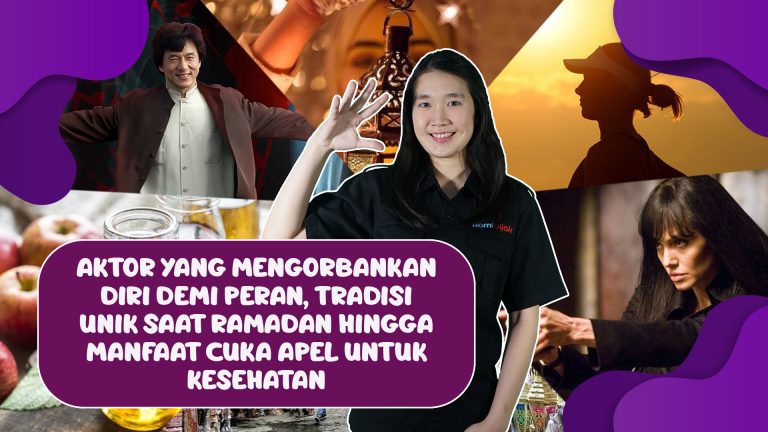 AKTOR YANG MENGORBANKAN
DIRI DEMI PERAN, TRADISI
UNIK SAAT RAMADAN HINGGA
MANFAAT CUKA APEL UNTUK
KESEHATAN